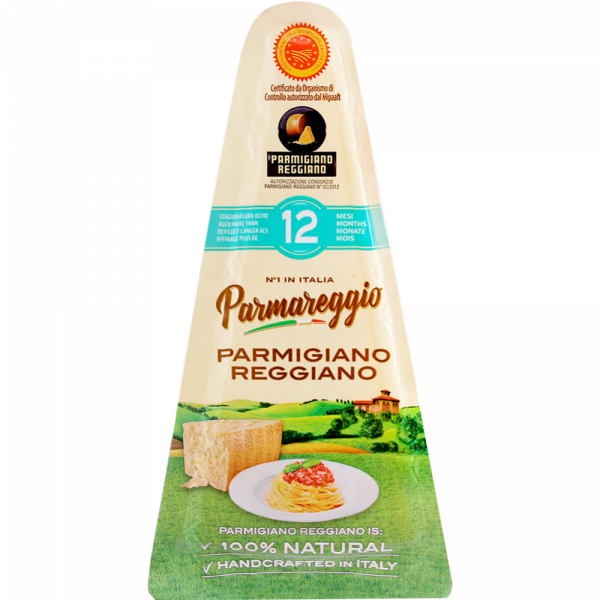 Certificato da Organismo di
Controllo autorizzato dal Mipaaft
PARMIGIANO
REGGIANO
AUTORIZZAZIONE CONSORZIO
PARMIGIANO REGGIANO N° 02/2012
STAGIONATURA OLTRE
AGED MORE THAN
REIFEZEIT LÄNGER ALS
AFFINAGE PLUS DE
12
MESI
MONTHS
MONATE
MOIS
N°1 IN ITALIA
Parmareggio
PARMIGIANO
REGGIANO
PARMIGIANO REGGIANO IS:
100% NATURAL
HANDCRAFTED IN ITALY